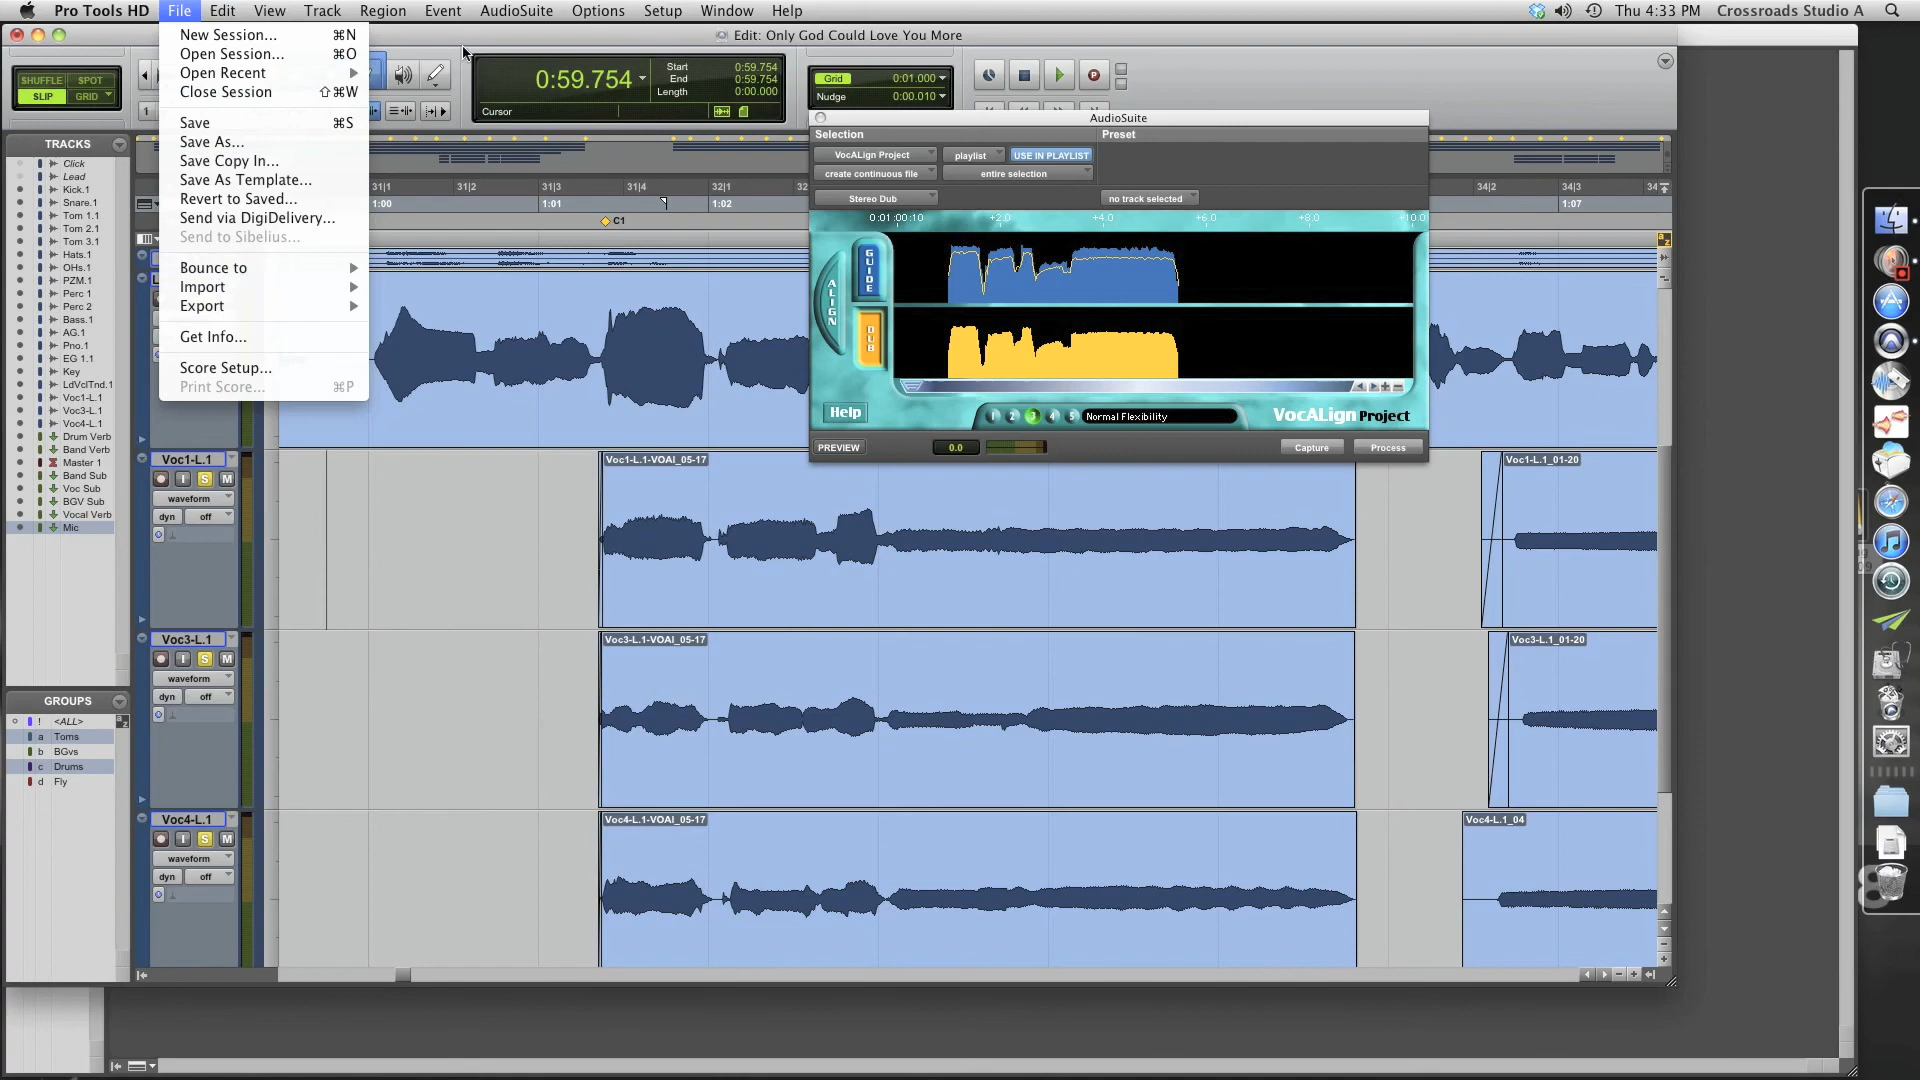 Pro Tools HD File Edit View Track Region Event AudioSuite Options Setup Window Help Thu 4:33 PM Crossroads Studio A
Edit: Only God Could Love You More
New Session... ⌘N
Open Session... ⌘O
Open Recent
Close Session ⇧⌘W
Save ⌘S
Save As...
Save Copy In...
Save As Template...
Revert to Saved...
Send via DigiDelivery...
Send to Sibelius...
Bounce to
Import
Export
Get Info...
Score Setup...
Print Score... ⌘P
SHUFFLE SPOT
SLIP GRID
1
0:59.754
Start 0:59.754
End 0:59.754
Length 0:00.000
Cursor
Grid 0:01.000
Nudge 0:00.010
TRACKS
Click
Lead
Kick.1
Snare.1
Tom 1.1
Tom 2.1
Tom 3.1
Hats.1
OHs.1
PZM.1
Perc 1
Perc 2
Bass.1
AG.1
Pno.1
EG 1.1
Key
LdVclTnd.1
Voc1-L.1
Voc3-L.1
Voc4-L.1
Drum Verb
Band Verb
Master 1
Band Sub
Voc Sub
BGV Sub
Vocal Verb
Mic
GROUPS
! <ALL>
a Toms
b BGvs
c Drums
d Fly
31|1 31|2 31|3 31|4 32|1 32 34|2 34|3 34
1:00 1:01 1:02 1:07
C1
AudioSuite
Selection Preset
VocALign Project playlist USE IN PLAYLIST
create continuous file entire selection
Stereo Dub no track selected
0:01:00:10 +2.0 +4.0 +6.0 +8.0 +10.0
ALIGN
GUIDE
DUB
Help
1 2 3 4 5 Normal Flexibility
VocALign Project
PREVIEW 0.0 Capture Process
Voc1-L.1
I S M
waveform
dyn off
Voc1-L.1-VOAl_05-17
Voc1-L.1_01-20
Voc3-L.1
I S M
waveform
dyn off
Voc3-L.1-VOAl_05-17
Voc3-L.1_01-20
Voc4-L.1
I S M
waveform
dyn off
Voc4-L.1-VOAl_05-17
Voc4-L.1_04